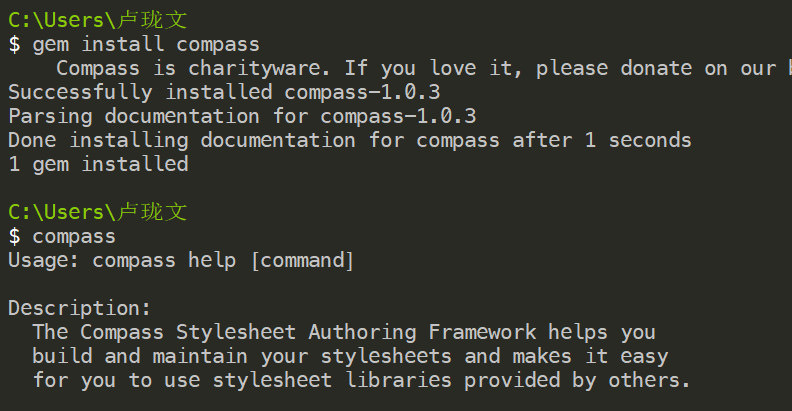 C:\Users\卢珑文
$ gem install compass
    Compass is charityware. If you love it, please donate on our
Successfully installed compass-1.0.3
Parsing documentation for compass-1.0.3
Done installing documentation for compass after 1 seconds
1 gem installed

C:\Users\卢珑文
$ compass
Usage: compass help [command]

Description:
  The Compass Stylesheet Authoring Framework helps you
  build and maintain your stylesheets and makes it easy
  for you to use stylesheet libraries provided by others.